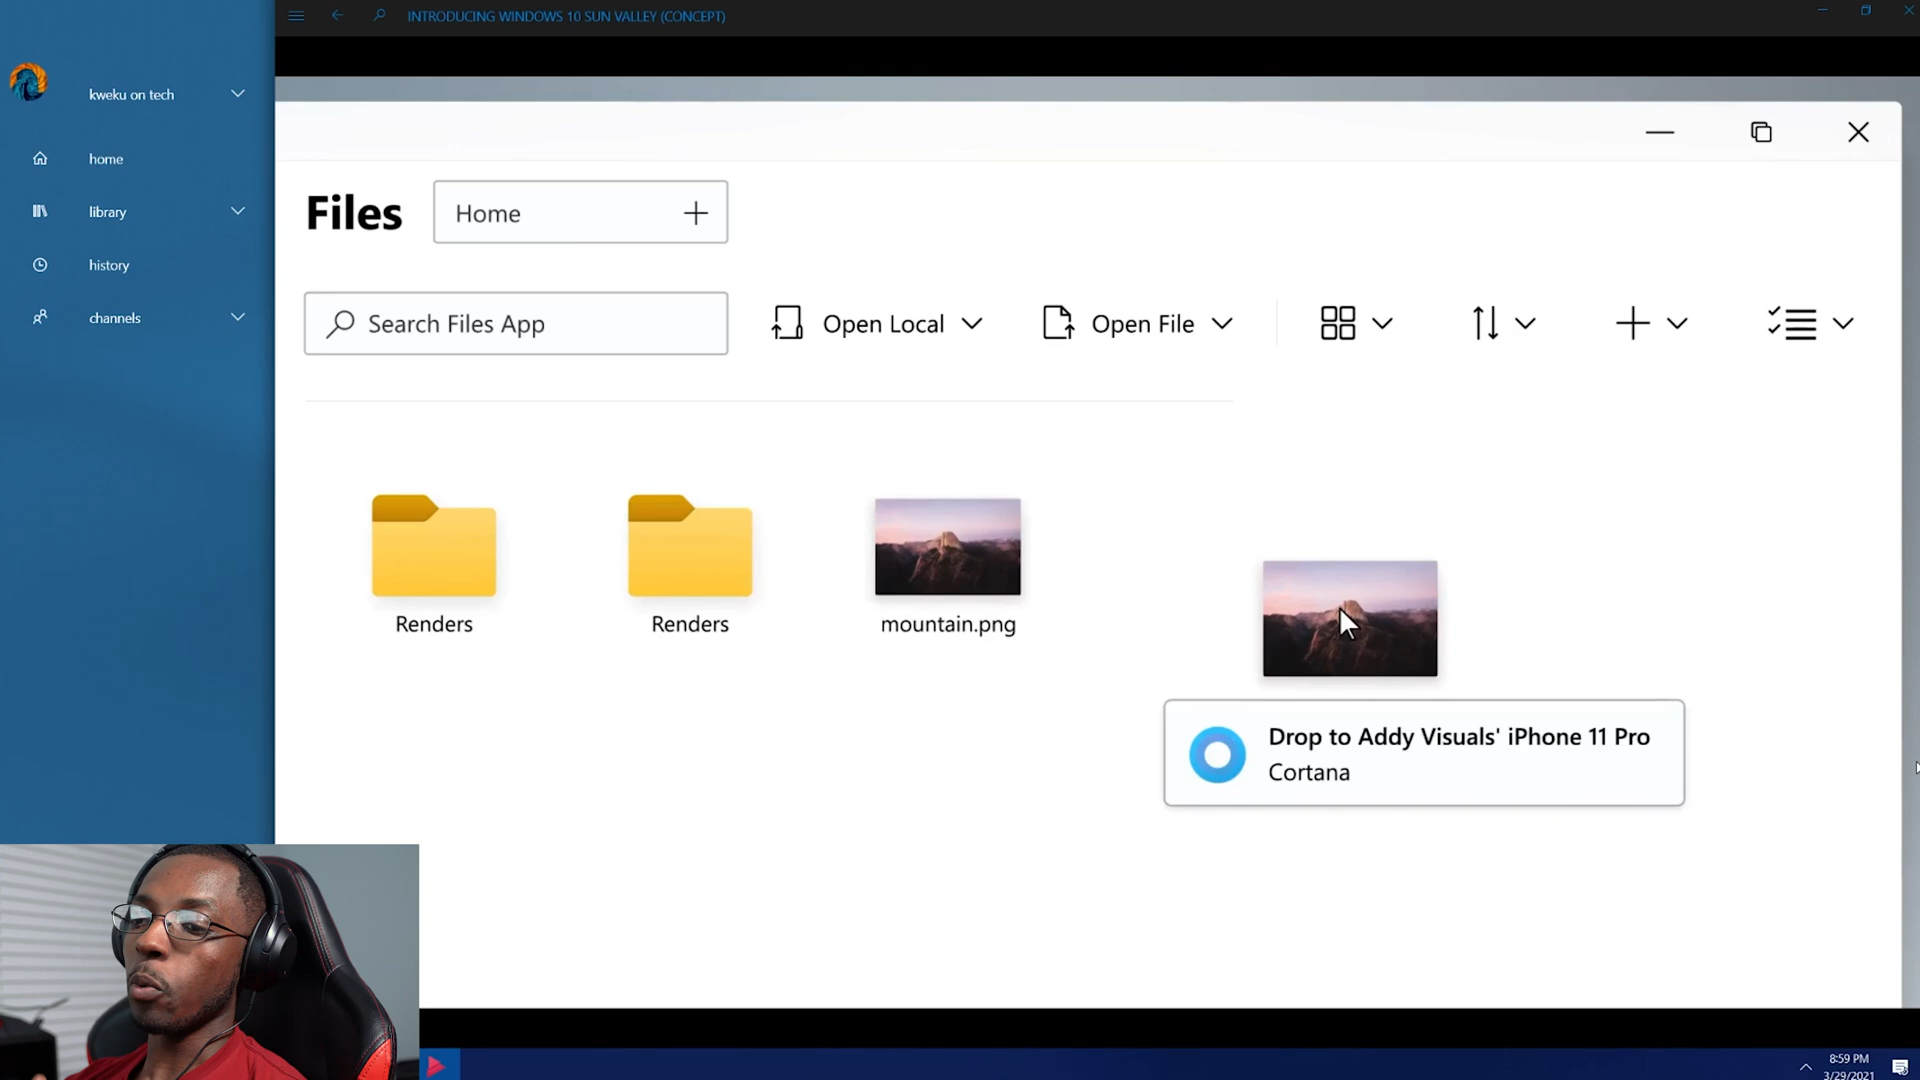 INTRODUCING WINDOWS 10 SUN VALLEY (CONCEPT)
kweku on tech
home
library
history
channels
Files
Home
Search Files App
Open Local
Open File
Renders
Renders
mountain.png
Drop to Addy Visuals' iPhone 11 Pro
Cortana
8:59 PM
3/29/2021